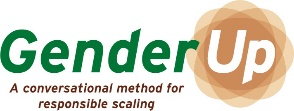 GenderUp
A conversational method for
responsible scaling